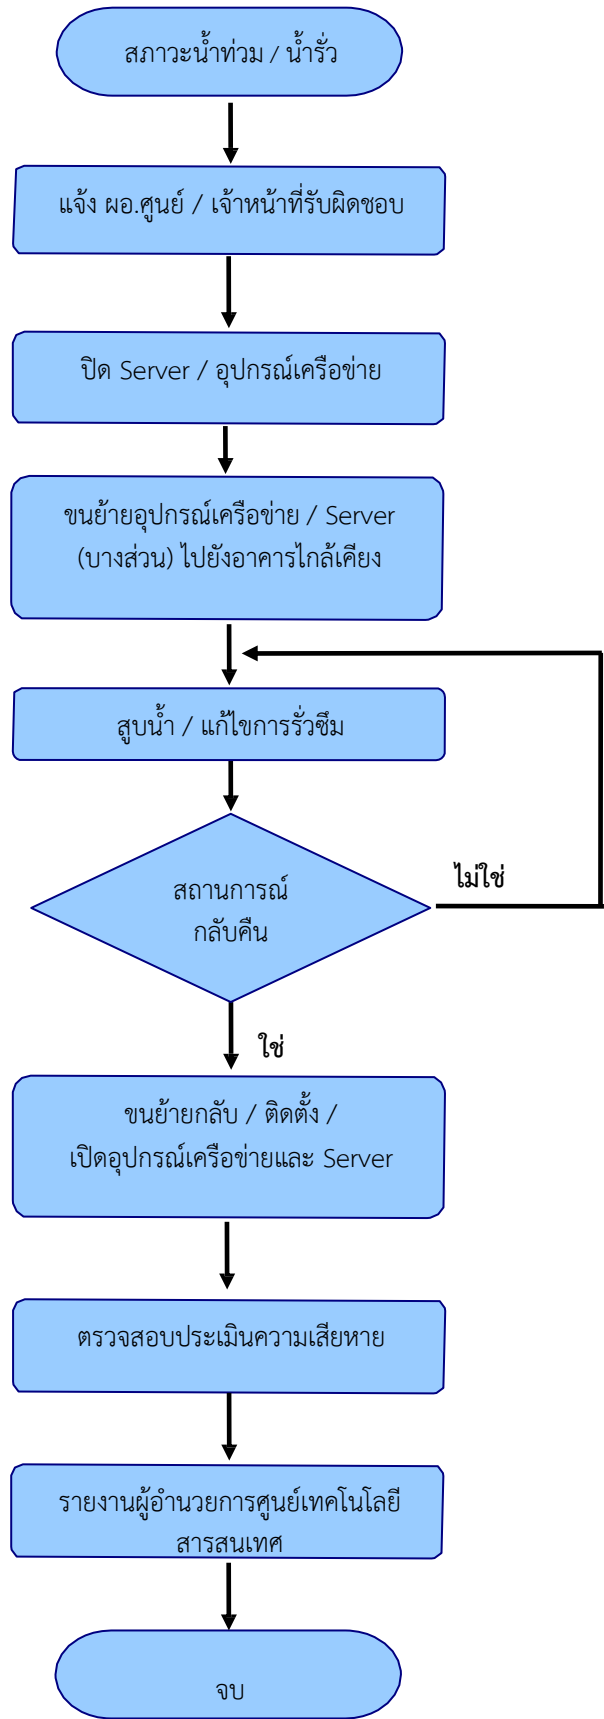 สภาวะน้ำท่วม / น้ำรั่ว
แจ้ง ผอ.ศูนย์ / เจ้าหน้าที่รับผิดชอบ
ปิด Server / อุปกรณ์เครือข่าย
ขนย้ายอุปกรณ์เครือข่าย / Server
(บางส่วน) ไปยังอาคารใกล้เคียง
สูบน้ำ / แก้ไขการรั่วซึม
สถานการณ์
กลับคืน
ไม่ใช่
ใช่
ขนย้ายกลับ / ติดตั้ง /
เปิดอุปกรณ์เครือข่ายและ Server
ตรวจสอบประเมินความเสียหาย
รายงานผู้อำนวยการศูนย์เทคโนโลยี
สารสนเทศ
จบ